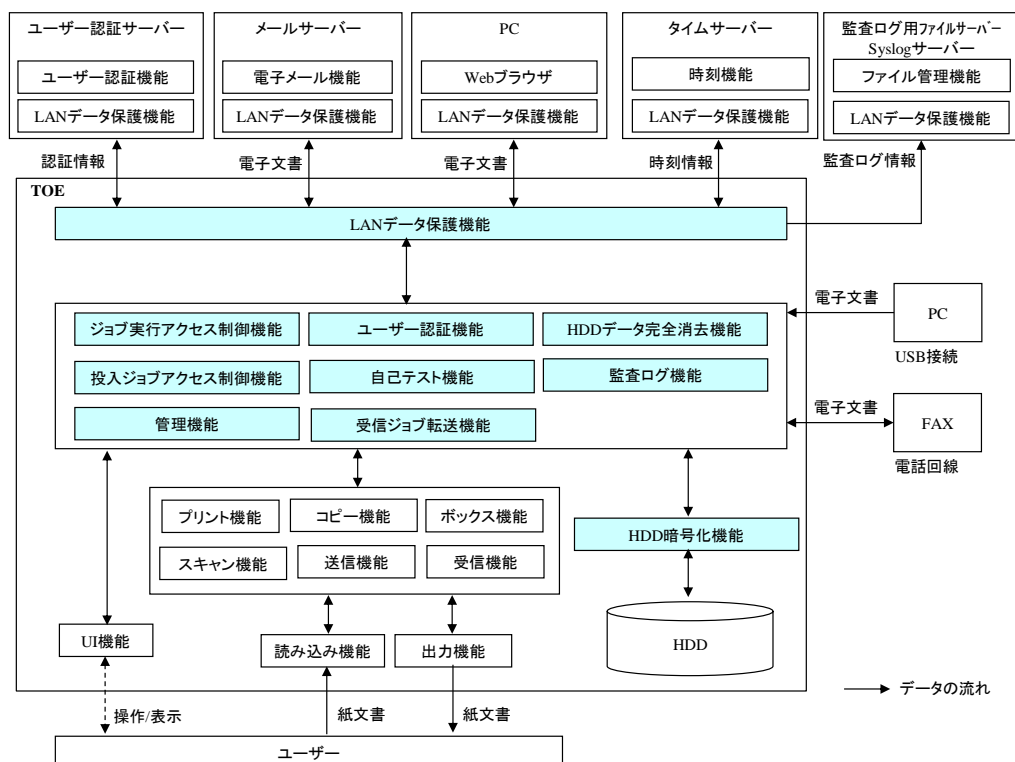 ユーザー認証サーバー
ユーザー認証機能
LANデータ保護機能
メールサーバー
電子メール機能
LANデータ保護機能
PC
Webブラウザ
LANデータ保護機能
タイムサーバー
時刻機能
LANデータ保護機能
監査ログ用ファイルサーバー
Syslogサーバー
ファイル管理機能
LANデータ保護機能
認証情報
電子文書
電子文書
時刻情報
監査ログ情報
TOE
LANデータ保護機能
ジョブ実行アクセス制御機能
ユーザー認証機能
HDDデータ完全消去機能
投入ジョブアクセス制御機能
自己テスト機能
監査ログ機能
管理機能
受信ジョブ転送機能
電子文書
PC
USB接続
電子文書
FAX
電話回線
プリント機能
コピー機能
ボックス機能
スキャン機能
送信機能
受信機能
HDD暗号化機能
HDD
UI機能
読み込み機能
出力機能
データの流れ
操作/表示
紙文書
紙文書
ユーザー